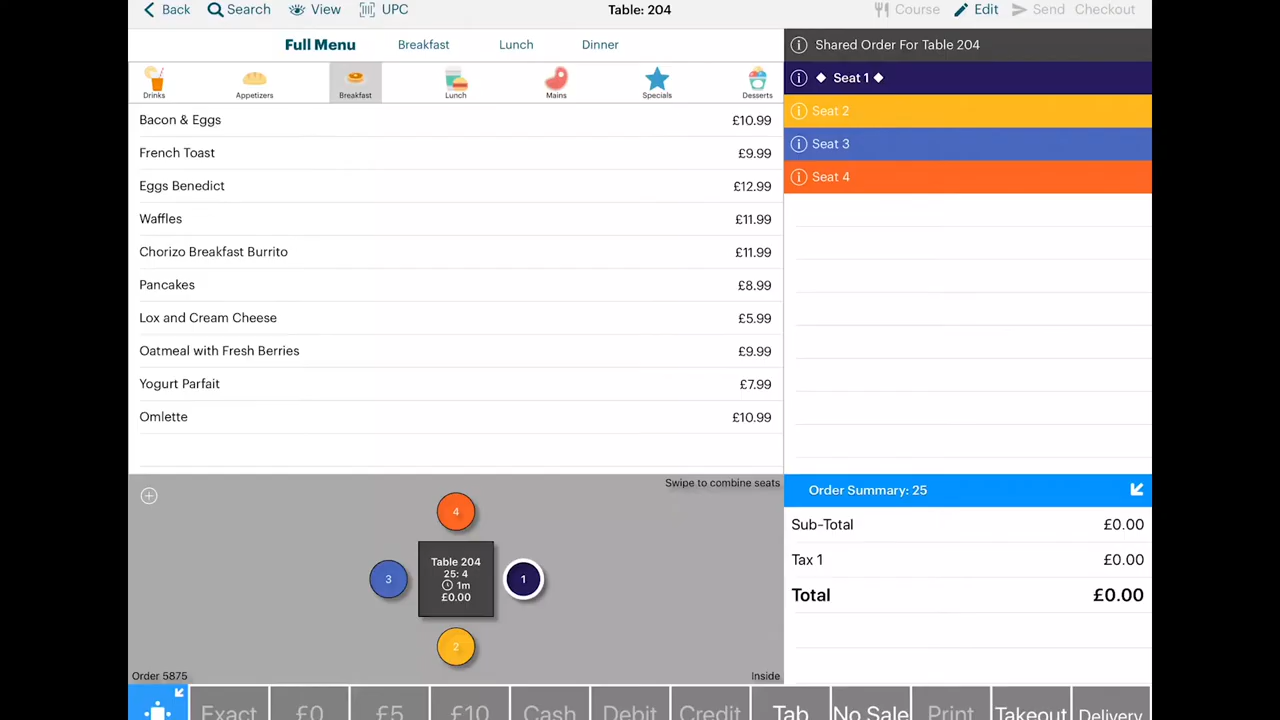 Back Search View UPC Table: 204 Course Edit Send Checkout
Full Menu Breakfast Lunch Dinner
Drinks Appetizers Breakfast Lunch Mains Specials Desserts
Bacon & Eggs £10.99
French Toast £9.99
Eggs Benedict £12.99
Waffles £11.99
Chorizo Breakfast Burrito £11.99
Pancakes £8.99
Lox and Cream Cheese £5.99
Oatmeal with Fresh Berries £9.99
Yogurt Parfait £7.99
Omlette £10.99
Shared Order For Table 204
Seat 1
Seat 2
Seat 3
Seat 4
Swipe to combine seats
4
Table 204
25: 4
1m
£0.00
3
1
2
Order 5875 Inside
Order Summary: 25
Sub-Total £0.00
Tax 1 £0.00
Total £0.00
Exact £0 £5 £10 Cash Debit Credit Tab No Sale Print Takeout Delivery